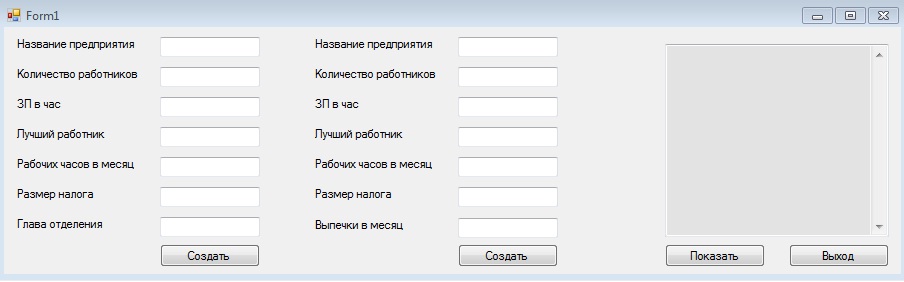 Form1
Название предприятия
Количество работников
ЗП в час
Лучший работник
Рабочих часов в месяц
Размер налога
Глава отделения
Создать
Название предприятия
Количество работников
ЗП в час
Лучший работник
Рабочих часов в месяц
Размер налога
Выпечки в месяц
Создать
Показать
Выход